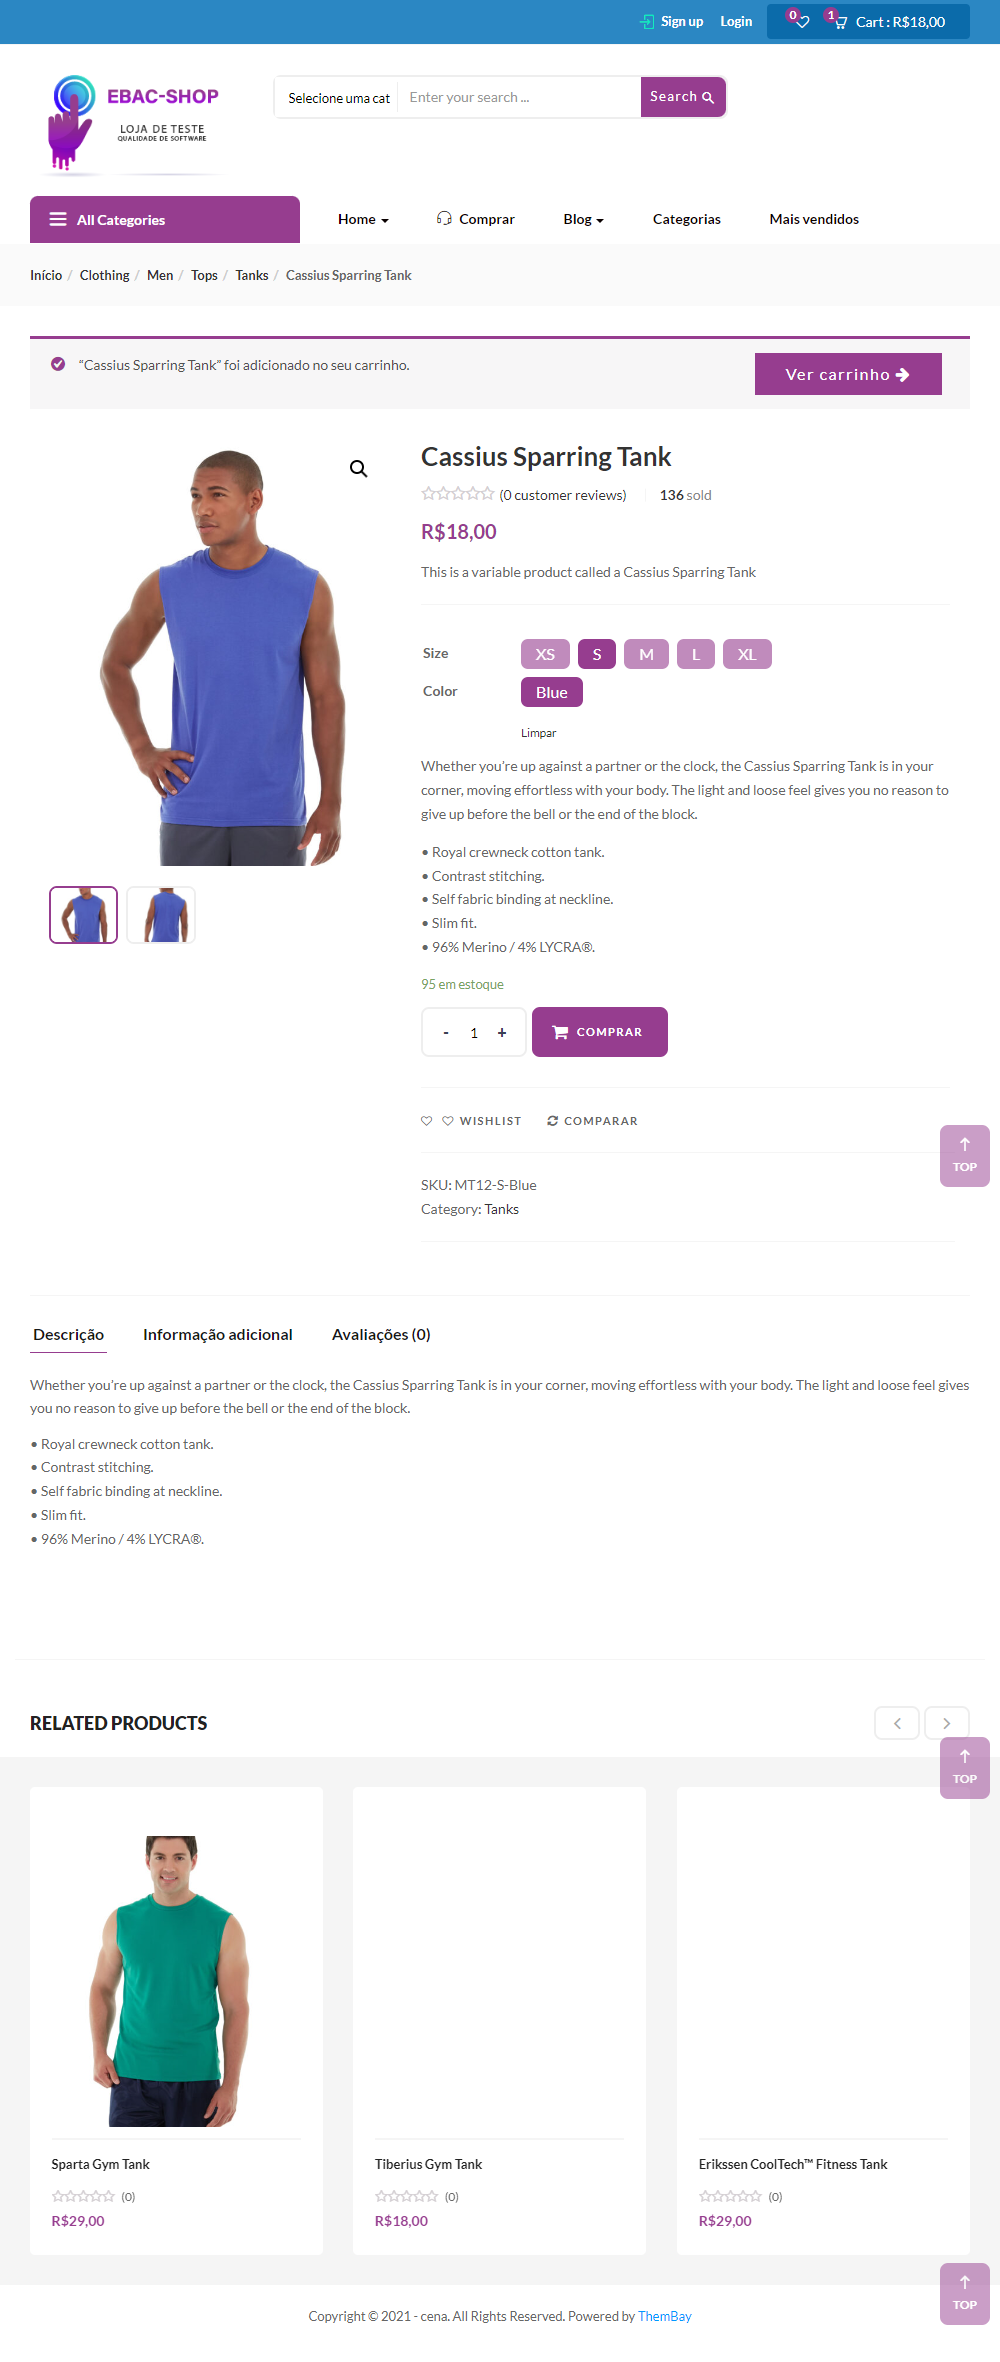 Sign up
Login
0
1
Cart : R$18,00
EBAC-SHOP
LOJA DE TESTE
QUALIDADE DE SOFTWARE
Selecione uma cat
Enter your search ...
Search
All Categories
Home
Comprar
Blog
Categorias
Mais vendidos
Início / Clothing / Men / Tops / Tanks / Cassius Sparring Tank
“Cassius Sparring Tank” foi adicionado no seu carrinho.
Ver carrinho
Cassius Sparring Tank
(0 customer reviews)
136 sold
R$18,00
This is a variable product called a Cassius Sparring Tank
Size
XS
S
M
L
XL
Color
Blue
Limpar
Whether you’re up against a partner or the clock, the Cassius Sparring Tank is in your
corner, moving effortless with your body. The light and loose feel gives you no reason to
give up before the bell or the end of the block.
• Royal crewneck cotton tank.
• Contrast stitching.
• Self fabric binding at neckline.
• Slim fit.
• 96% Merino / 4% LYCRA®.
95 em estoque
- 1 +
COMPRAR
WISHLIST
COMPARAR
TOP
SKU: MT12-S-Blue
Category: Tanks
Descrição
Informação adicional
Avaliações (0)
Whether you’re up against a partner or the clock, the Cassius Sparring Tank is in your corner, moving effortless with your body. The light and loose feel gives
you no reason to give up before the bell or the end of the block.
• Royal crewneck cotton tank.
• Contrast stitching.
• Self fabric binding at neckline.
• Slim fit.
• 96% Merino / 4% LYCRA®.
RELATED PRODUCTS
TOP
Sparta Gym Tank
(0)
R$29,00
Tiberius Gym Tank
(0)
R$18,00
Erikssen CoolTech™ Fitness Tank
(0)
R$29,00
TOP
Copyright © 2021 - cena. All Rights Reserved. Powered by ThemBay